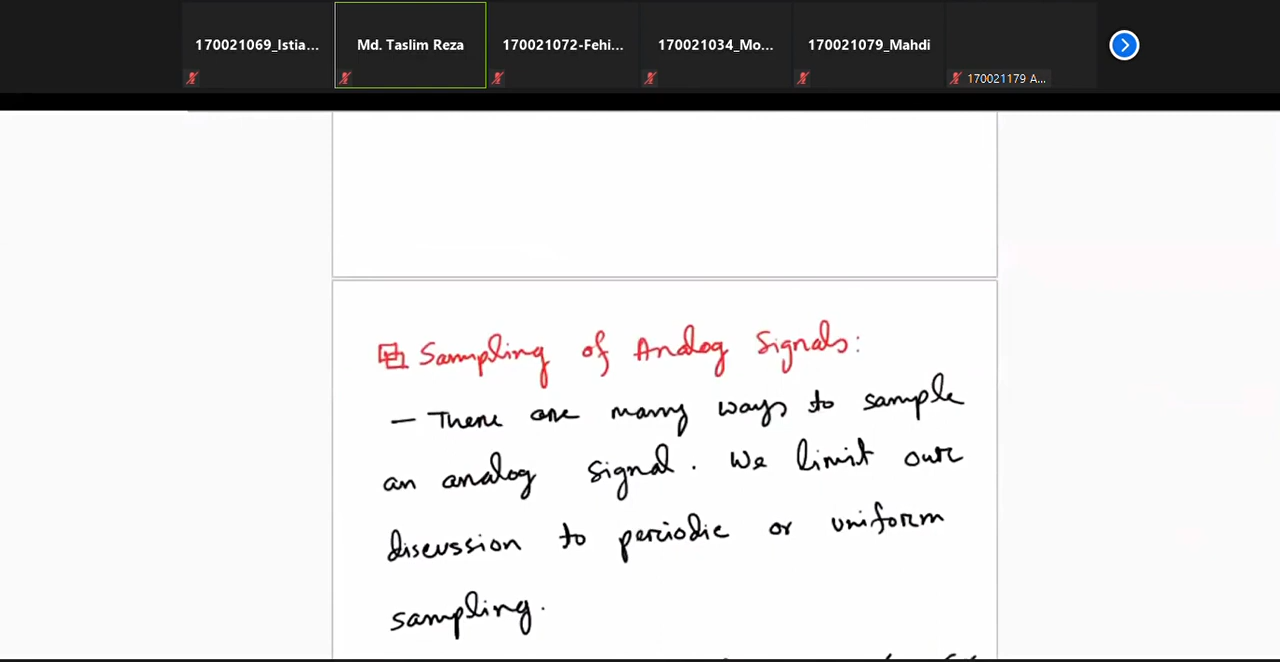 170021069_Istia...
Md. Taslim Reza
170021072-Fehi...
170021034_Mo...
170021079_Mahdi
170021179 A...
Sampling of Analog Signals:
— There are many ways to sample
an analog signal. We limit our
discussion to periodic or uniform
sampling.